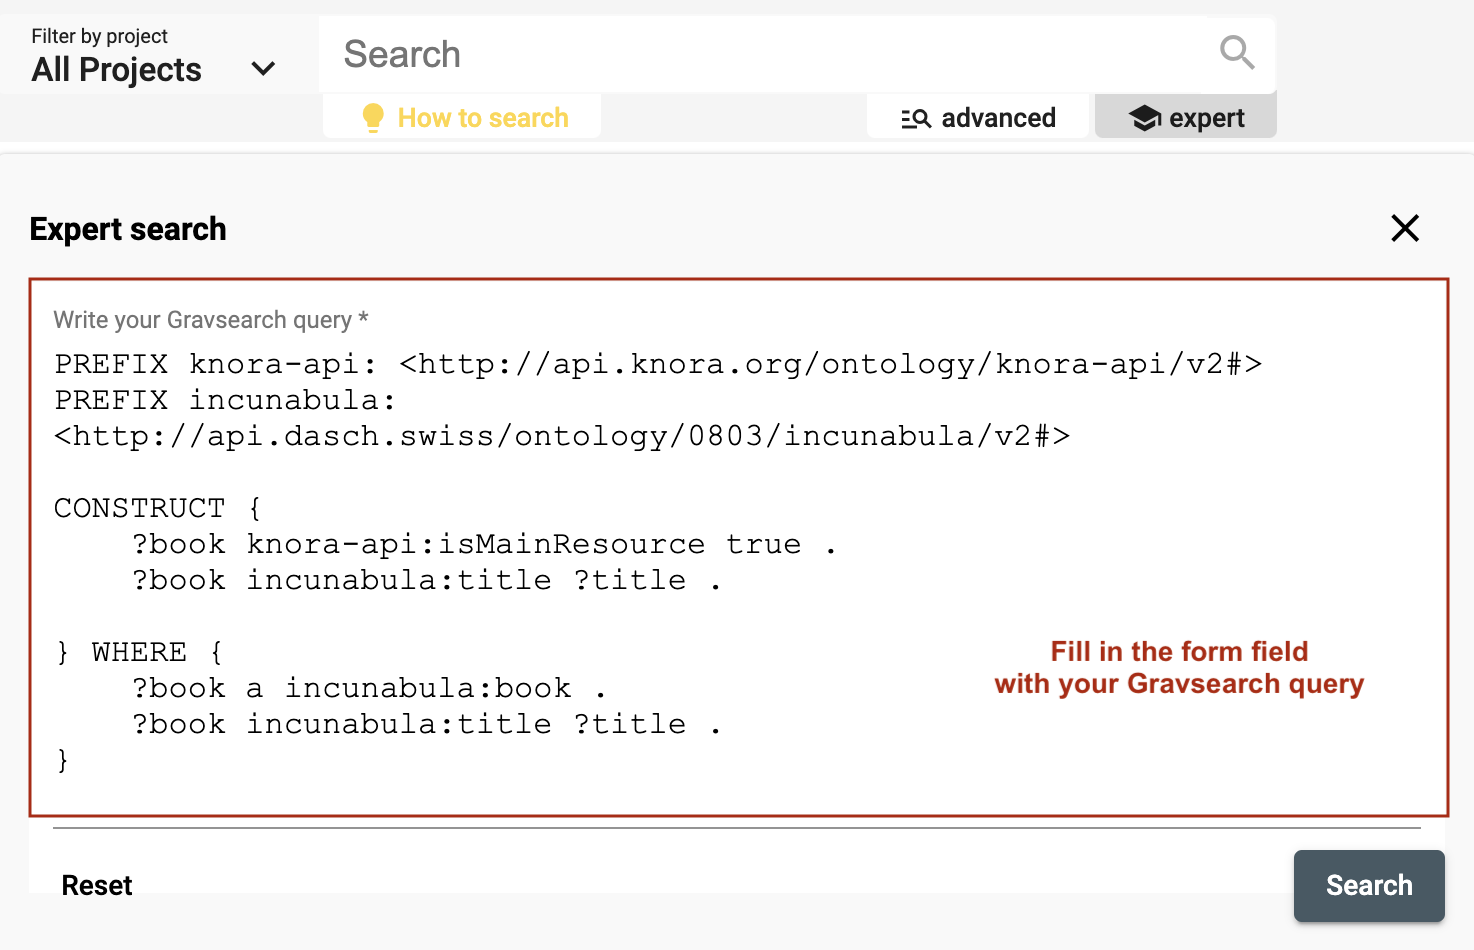 Filter by project
All Projects
Search
How to search
advanced
expert
Expert search
Write your Gravsearch query *
PREFIX knora-api: <http://api.knora.org/ontology/knora-api/v2#>
PREFIX incunabula:
<http://api.dasch.swiss/ontology/0803/incunabula/v2#>
CONSTRUCT {
    ?book knora-api:isMainResource true .
    ?book incunabula:title ?title .
} WHERE {
    ?book a incunabula:book .
    ?book incunabula:title ?title .
}
Fill in the form field
with your Gravsearch query
Reset
Search